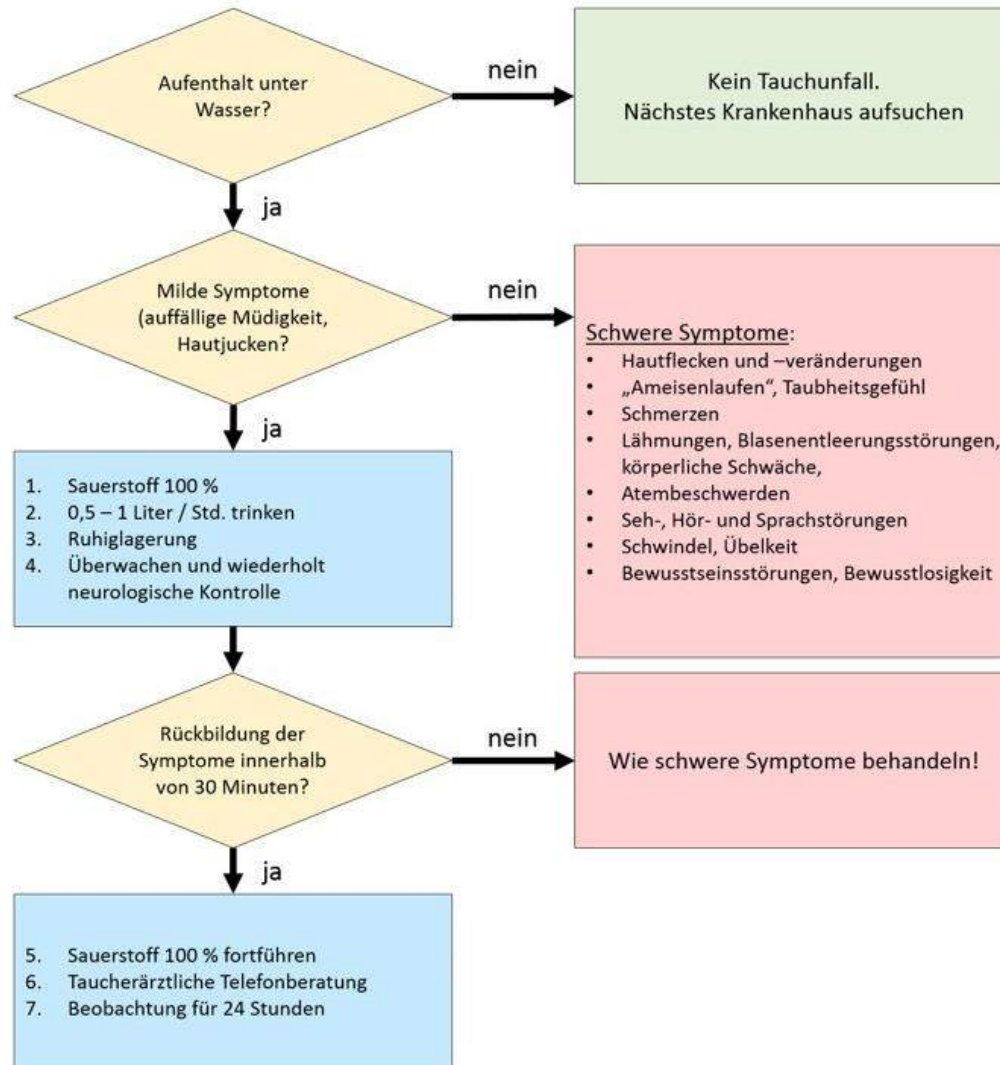 Aufenthalt unter
Wasser?
nein
Kein Tauchunfall.
Nächstes Krankenhaus aufsuchen
ja
Milde Symptome
(auffällige Müdigkeit,
Hautjucken?
nein
Schwere Symptome:
• Hautflecken und –veränderungen
• „Ameisenlaufen“, Taubheitsgefühl
• Schmerzen
• Lähmungen, Blasenentleerungsstörungen,
körperliche Schwäche,
• Atembeschwerden
• Seh-, Hör- und Sprachstörungen
• Schwindel, Übelkeit
• Bewusstseinsstörungen, Bewusstlosigkeit
ja
1. Sauerstoff 100 %
2. 0,5 – 1 Liter / Std. trinken
3. Ruhiglagerung
4. Überwachen und wiederholt
neurologische Kontrolle
Rückbildung der
Symptome innerhalb
von 30 Minuten?
nein
Wie schwere Symptome behandeln!
ja
5. Sauerstoff 100 % fortführen
6. Taucherärztliche Telefonberatung
7. Beobachtung für 24 Stunden